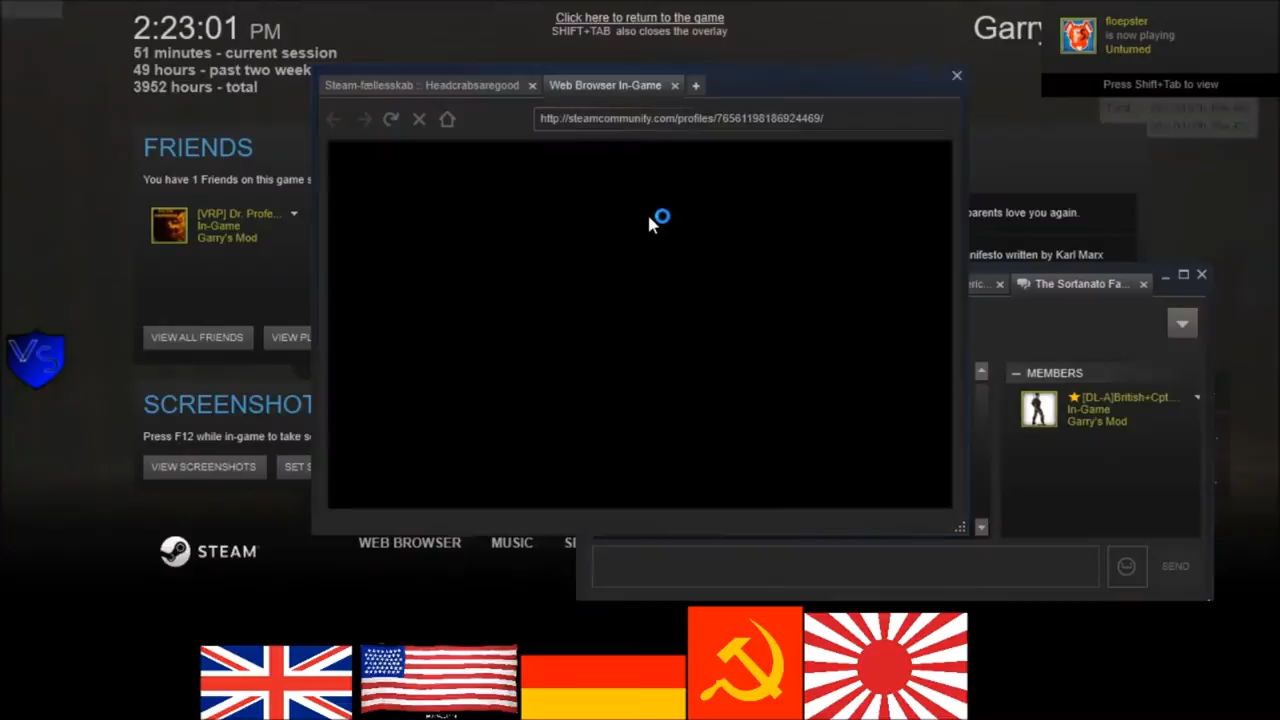 2:23:01 PM
51 minutes - current session
49 hours - past two week
3952 hours - total
Click here to return to the game
SHIFT+TAB also closes the overlay
Garry
floepster
is now playing
Unturned
Press Shift+Tab to view
Steam-fællesskab :: Headcrabsaregood
Web Browser In-Game
http://steamcommunity.com/profiles/76561198186924469/
FRIENDS
You have 1 Friends on this game s
[VRP] Dr. Profe...
In-Game
Garry's Mod
VIEW ALL FRIENDS
VIEW PL
parents love you again.
nifesto written by Karl Marx
eric...
The Sortanato Fa...
MEMBERS
[DL-A]British+Cpt....
In-Game
Garry's Mod
VS
SCREENSHOT
Press F12 while in-game to take s
VIEW SCREENSHOTS
SET S
STEAM
WEB BROWSER
MUSIC
SEND